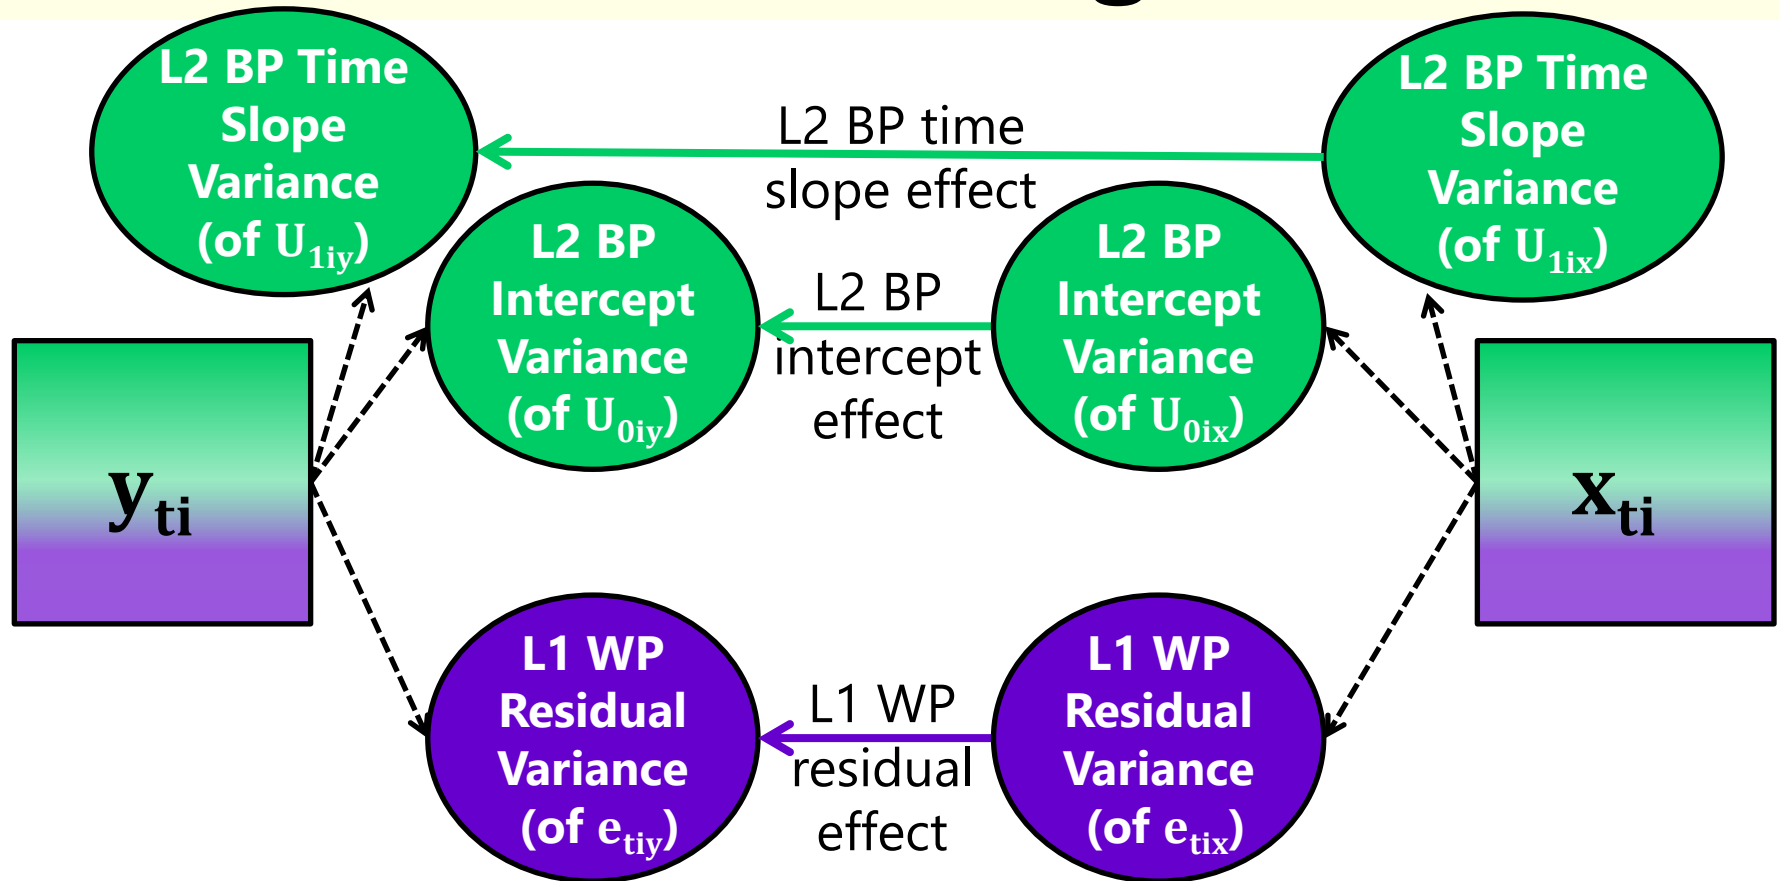 L2 BP Time
Slope
Variance
(of U1iy)
L2 BP time
slope effect
L2 BP Time
Slope
Variance
(of U1ix)
L2 BP
Intercept
Variance
(of U0iy)
L2 BP
intercept
effect
L2 BP
Intercept
Variance
(of U0ix)
yti
xti
L1 WP
Residual
Variance
(of etiy)
L1 WP
residual
effect
L1 WP
Residual
Variance
(of etix)